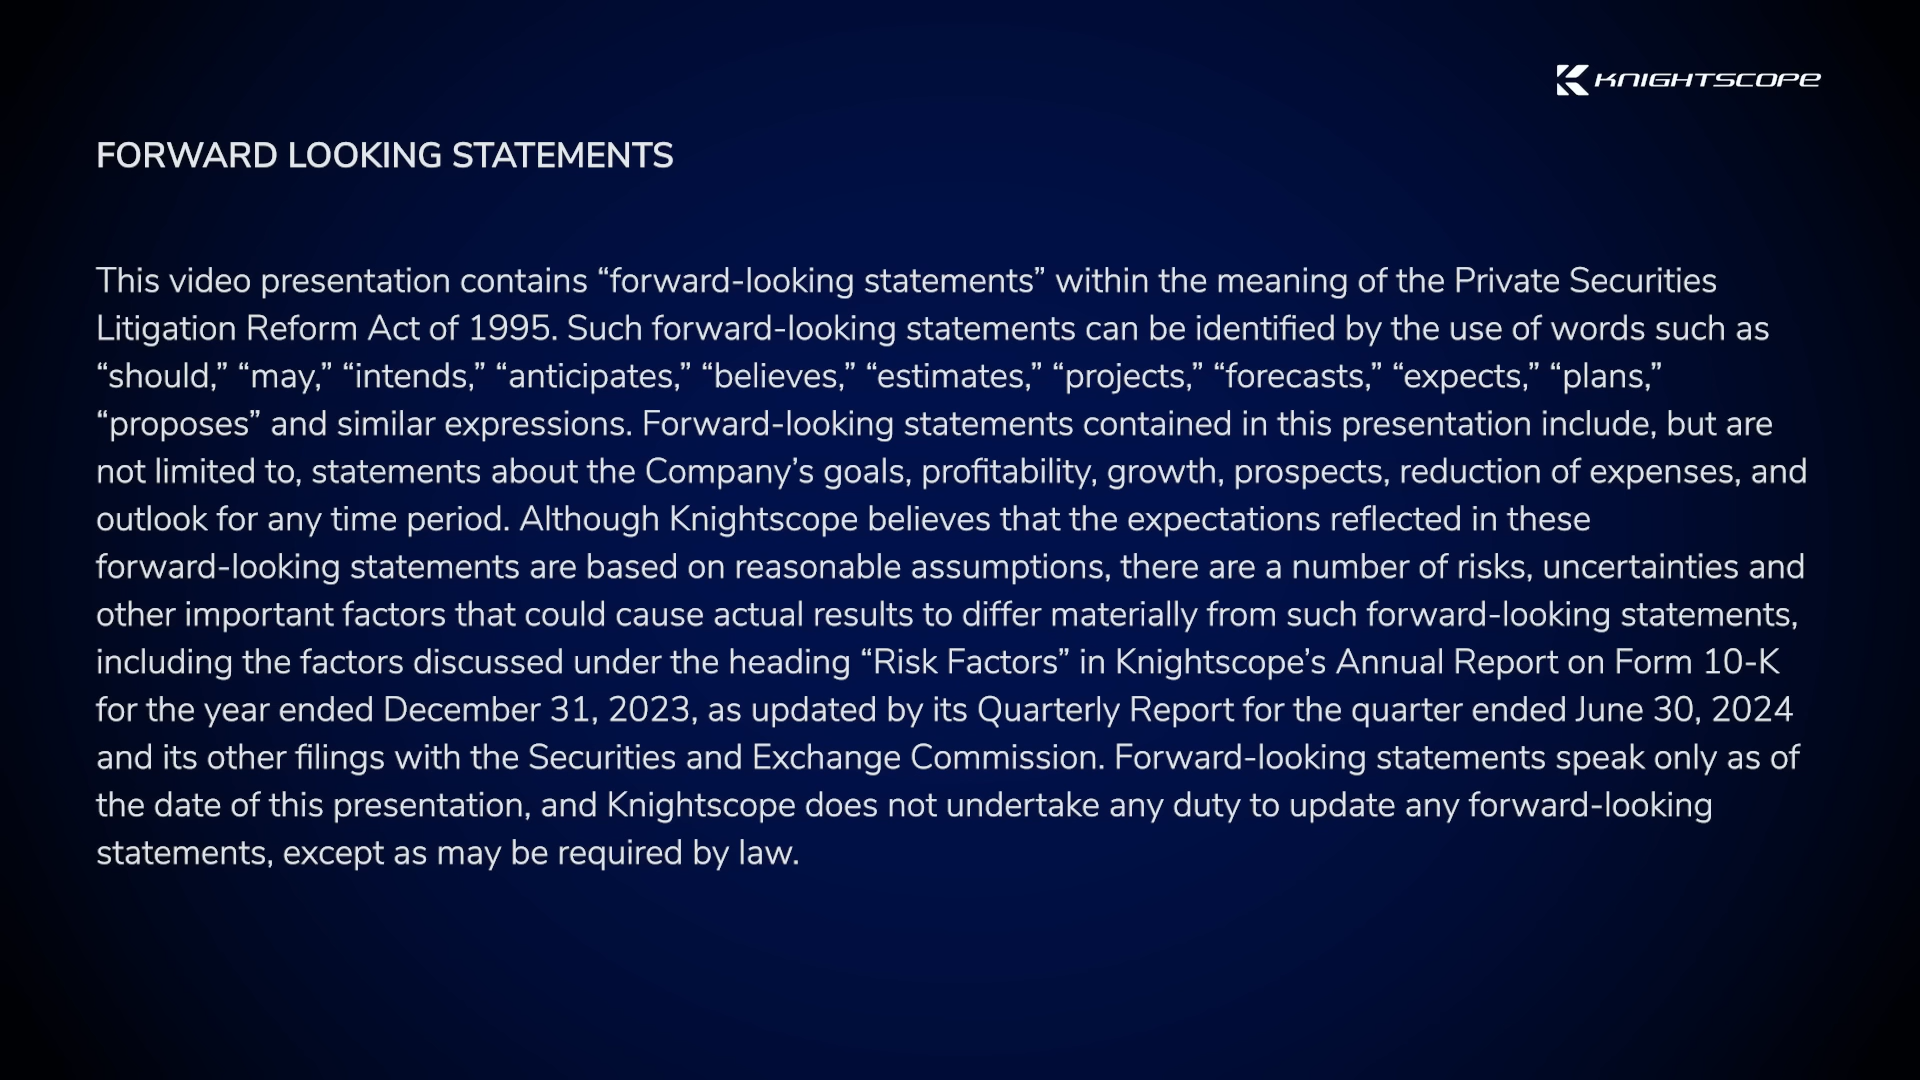 KNIGHTSCOPE
FORWARD LOOKING STATEMENTS
This video presentation contains “forward-looking statements” within the meaning of the Private Securities
Litigation Reform Act of 1995. Such forward-looking statements can be identified by the use of words such as
“should,” “may,” “intends,” “anticipates,” “believes,” “estimates,” “projects,” “forecasts,” “expects,” “plans,”
“proposes” and similar expressions. Forward-looking statements contained in this presentation include, but are
not limited to, statements about the Company’s goals, profitability, growth, prospects, reduction of expenses, and
outlook for any time period. Although Knightscope believes that the expectations reflected in these
forward-looking statements are based on reasonable assumptions, there are a number of risks, uncertainties and
other important factors that could cause actual results to differ materially from such forward-looking statements,
including the factors discussed under the heading “Risk Factors” in Knightscope’s Annual Report on Form 10-K
for the year ended December 31, 2023, as updated by its Quarterly Report for the quarter ended June 30, 2024
and its other filings with the Securities and Exchange Commission. Forward-looking statements speak only as of
the date of this presentation, and Knightscope does not undertake any duty to update any forward-looking
statements, except as may be required by law.